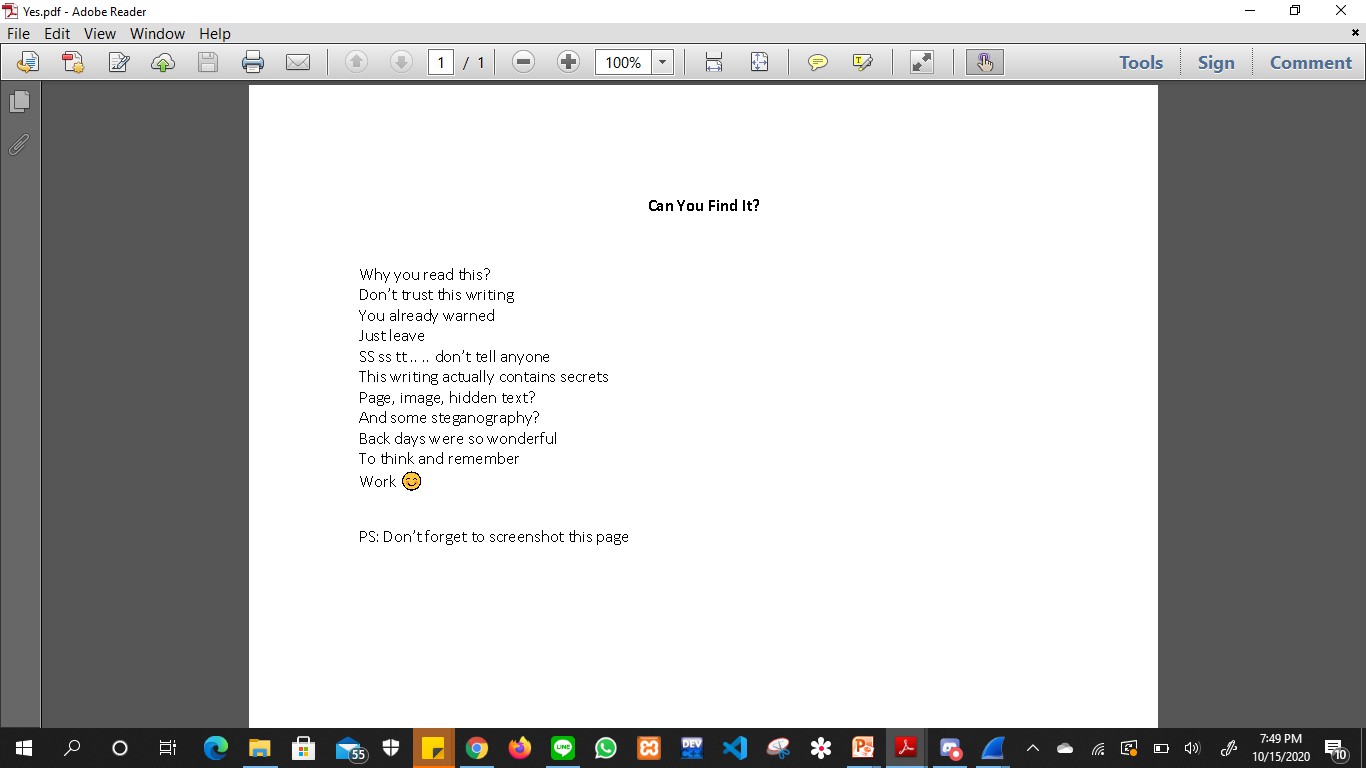 Yes.pdf - Adobe Reader
File Edit View Window Help
1 / 1 100% Tools Sign Comment
Can You Find It?
Why you read this?
Don’t trust this writing
You already warned
Just leave
SS ss tt .. .. don’t tell anyone
This writing actually contains secrets
Page, image, hidden text?
And some steganography?
Back days were so wonderful
To think and remember
Work 😊
PS: Don’t forget to screenshot this page
55
LINE
DEV
7:49 PM
10/15/2020
10